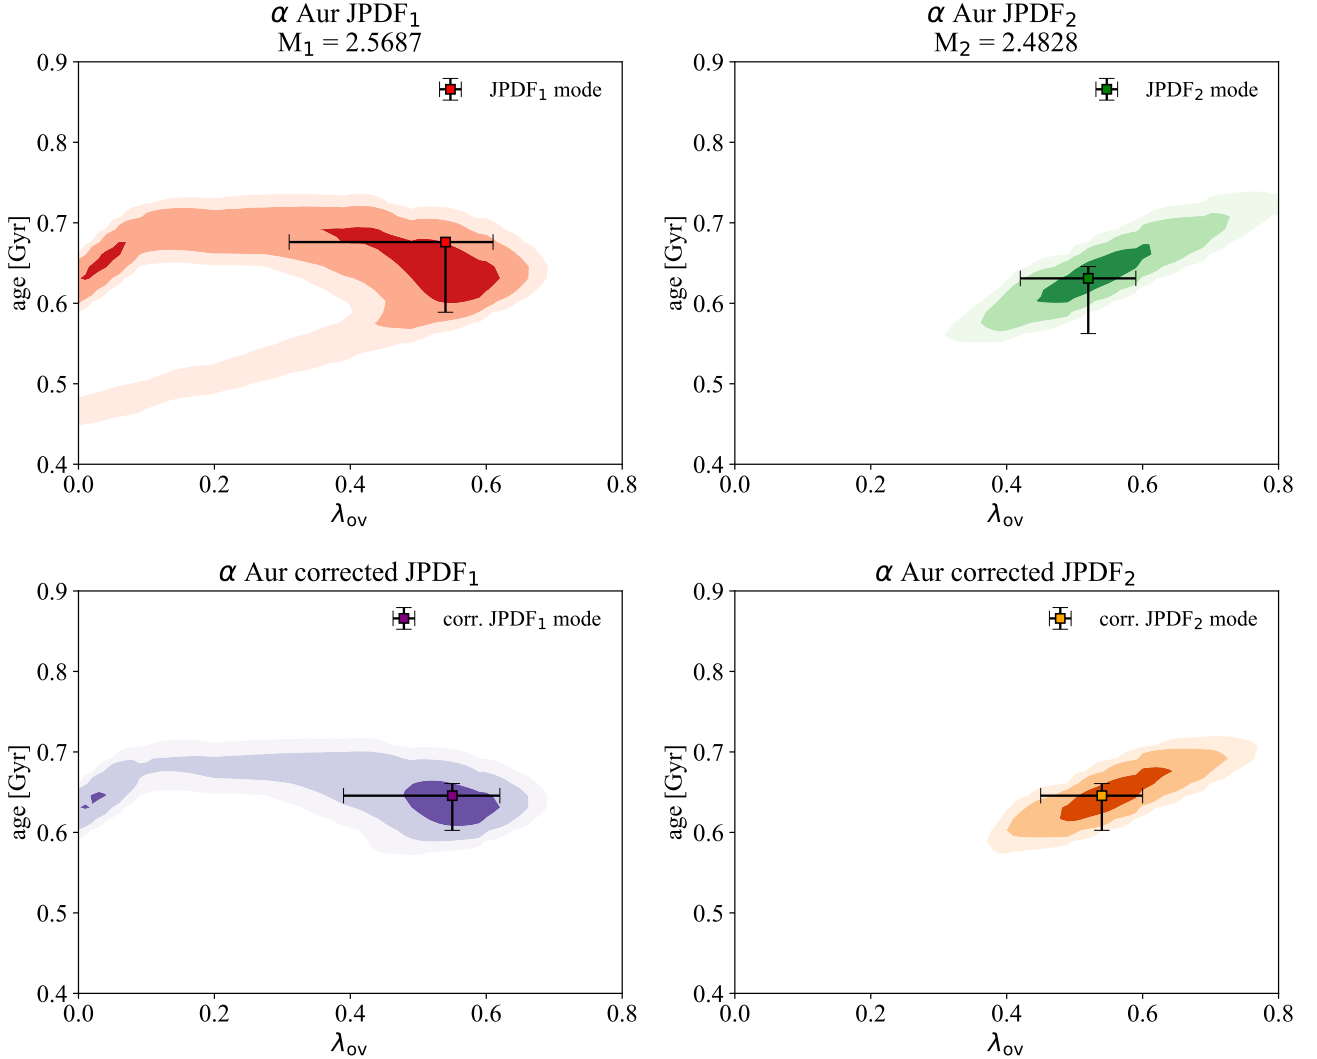 α Aur JPDF₁
M₁ = 2.5687
JPDF₁ mode
age [Gyr]
0.9
0.8
0.7
0.6
0.5
0.4
0.0 0.2 0.4 0.6 0.8
λov
α Aur JPDF₂
M₂ = 2.4828
JPDF₂ mode
age [Gyr]
0.9
0.8
0.7
0.6
0.5
0.4
0.0 0.2 0.4 0.6 0.8
λov
α Aur corrected JPDF₁
corr. JPDF₁ mode
age [Gyr]
0.9
0.8
0.7
0.6
0.5
0.4
0.0 0.2 0.4 0.6 0.8
λov
α Aur corrected JPDF₂
corr. JPDF₂ mode
age [Gyr]
0.9
0.8
0.7
0.6
0.5
0.4
0.0 0.2 0.4 0.6 0.8
λov